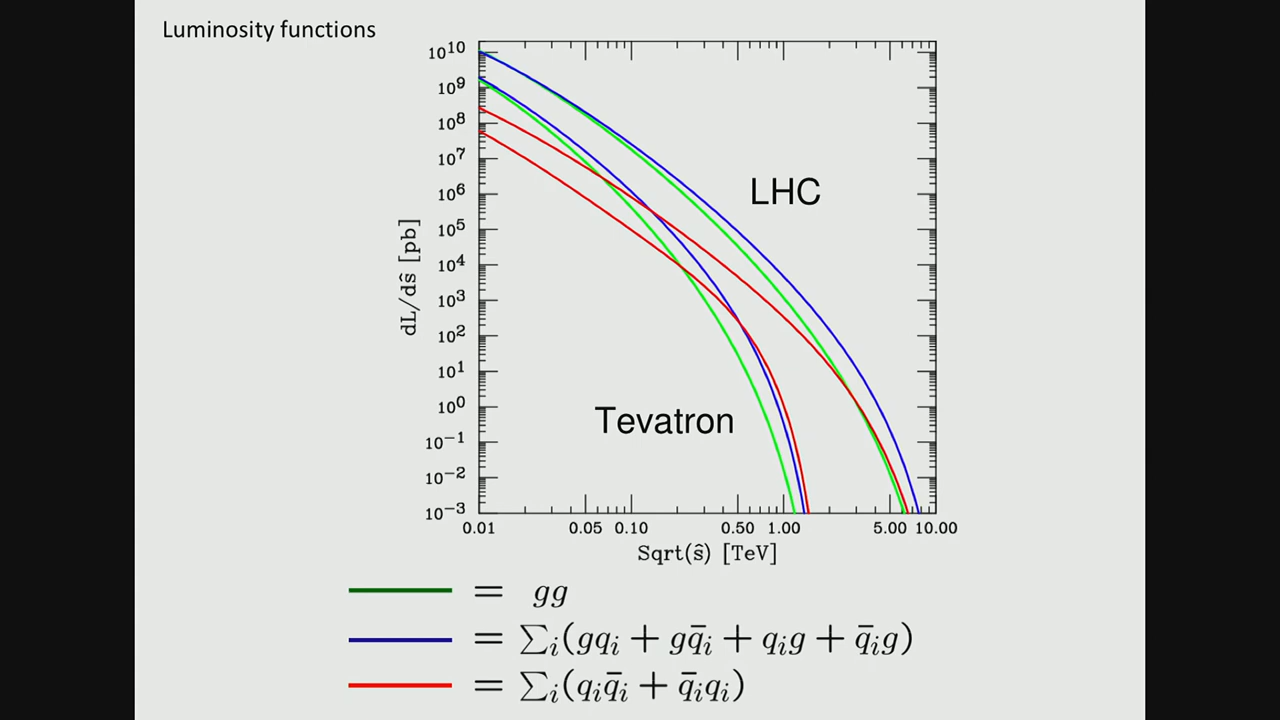 Luminosity functions
10^10
10^9
10^8
10^7
10^6
10^5
10^4
10^3
10^2
10^1
10^0
10^−1
10^−2
10^−3
dL/dŝ [pb]
LHC
Tevatron
0.01 0.05 0.10 0.50 1.00 5.00 10.00
Sqrt(ŝ) [TeV]
= gg
= ∑_i(gq_i + gq̄_i + q_ig + q̄_ig)
= ∑_i(q_iq̄_i + q̄_iq_i)